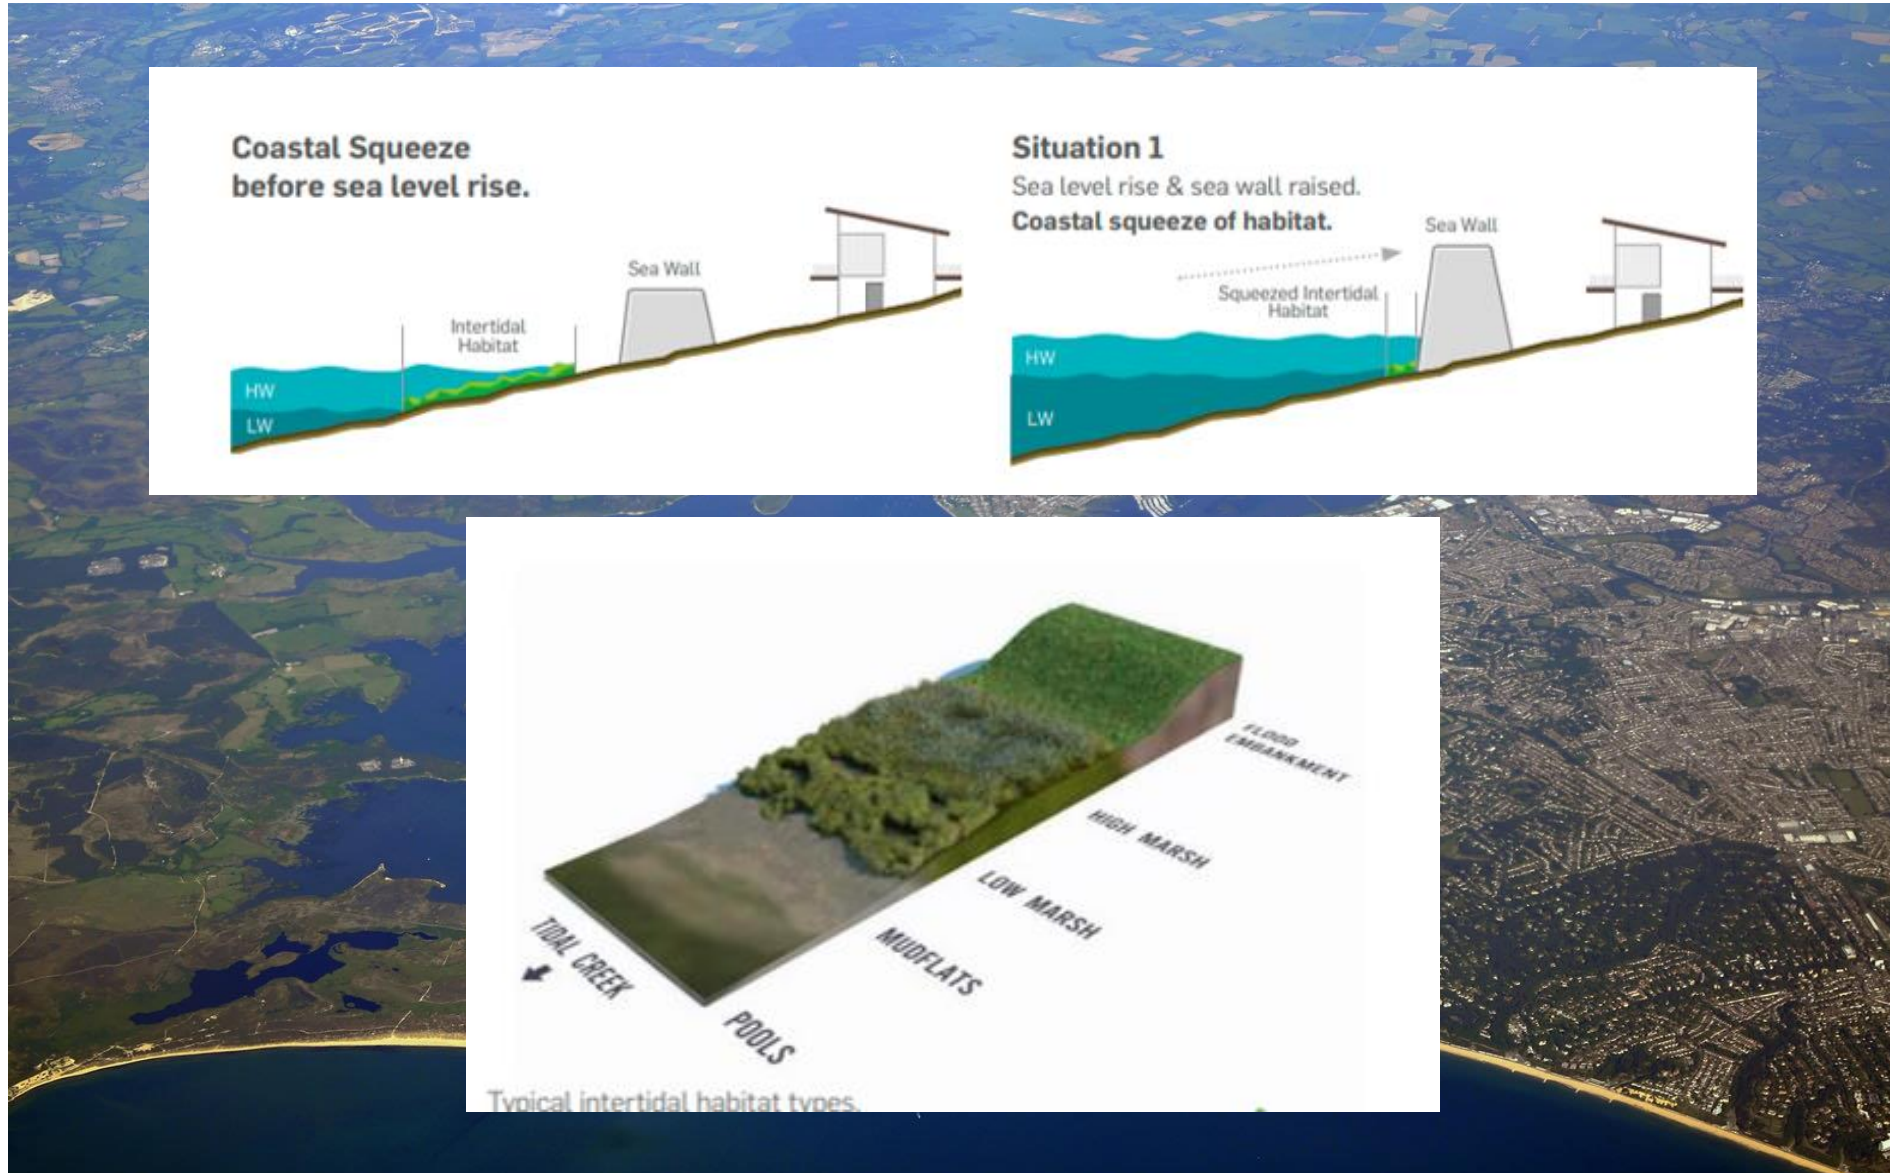 Coastal Squeeze
before sea level rise.
Sea Wall
Intertidal
Habitat
HW
LW
Situation 1
Sea level rise & sea wall raised.
Coastal squeeze of habitat.
Sea Wall
Squeezed Intertidal
Habitat
HW
LW
FLOOD
EMBANKMENT
HIGH MARSH
LOW MARSH
MUDFLATS
POOLS
TIDAL CREEK
Typical intertidal habitat types.